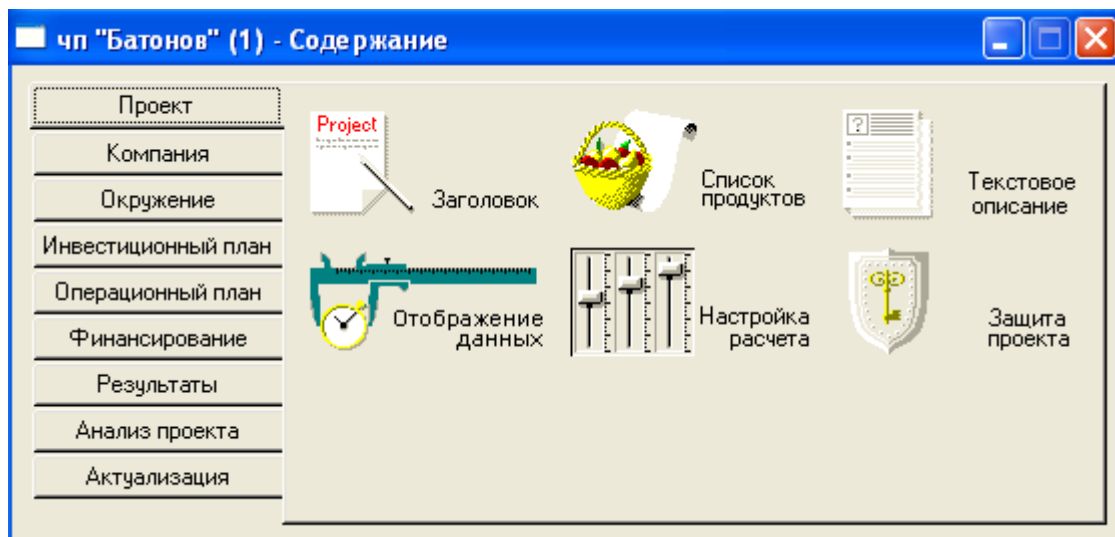 чп "Батонов" (1) - Содержание
Проект
Компания
Окружение
Инвестиционный план
Операционный план
Финансирование
Результаты
Анализ проекта
Актуализация
Project
Заголовок
Список
продуктов
?
Текстовое
описание
Отображение
данных
Настройка
расчета
Защита
проекта